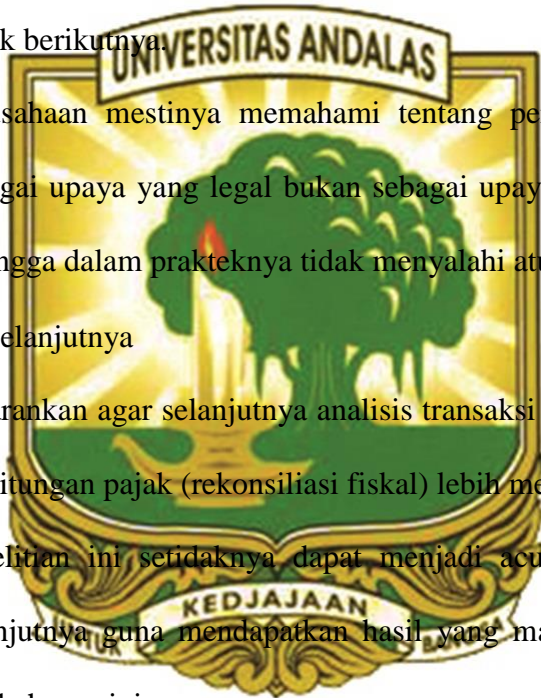 k berikutnya.
UNIVERSITAS ANDALAS
sahaan mestinya memahami tentang pe
gai upaya yang legal bukan sebagai upay
ngga dalam prakteknya tidak menyalahi atu
elanjutnya
rankan agar selanjutnya analisis transaksi
itungan pajak (rekonsiliasi fiskal) lebih me
elitian ini setidaknya dapat menjadi acu
KEDJAJAAN
njutnya guna mendapatkan hasil yang ma